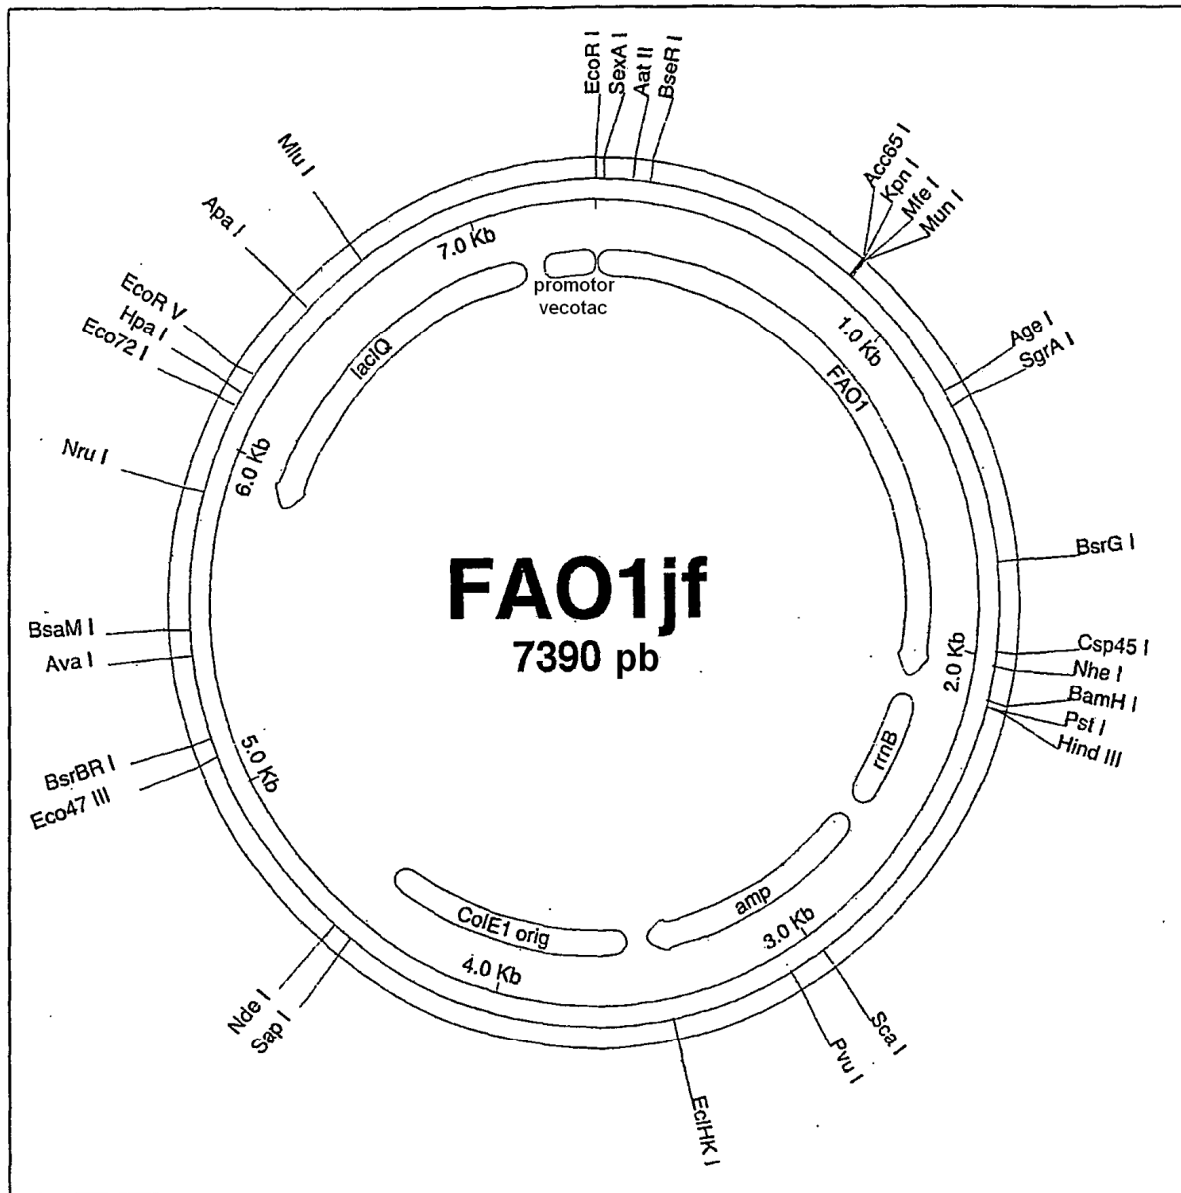 EcoR I
SexA I
Aat II
BseR I
Acc65 I
Kpn I
Mfe I
Mun I
Age I
SgrA I
BsrG I
Csp45 I
Nhe I
BamH I
Pst I
Hind III
Sca I
Pvu I
EclHK I
Sap I
Nde I
Eco47 III
BsrBR I
Ava I
BsaM I
Nru I
Eco72 I
Hpa I
EcoR V
Apa I
Mlu I
7.0 Kb
1.0 Kb
2.0 Kb
3.0 Kb
4.0 Kb
5.0 Kb
6.0 Kb
promotor
vecotac
FAO1
rrnB
amp
ColE1 orig
lacIQ
FAO1jf
7390 pb